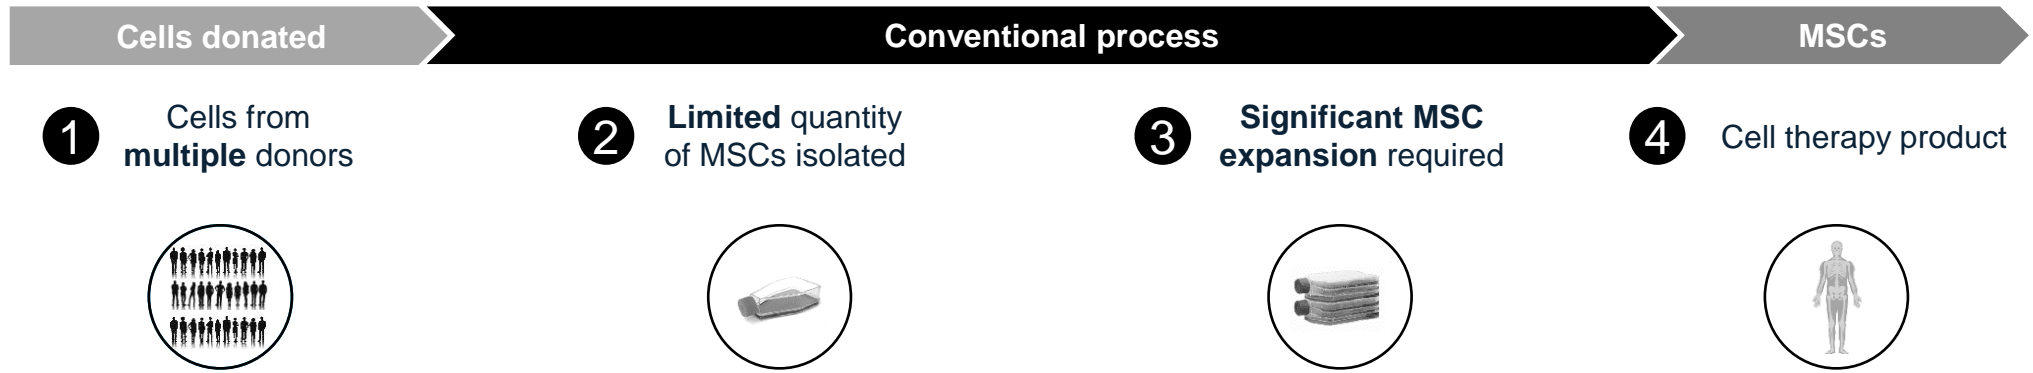 Cells donated
Conventional process
MSCs
1
Cells from
multiple donors
2
Limited quantity
of MSCs isolated
3
Significant MSC
expansion required
4
Cell therapy product